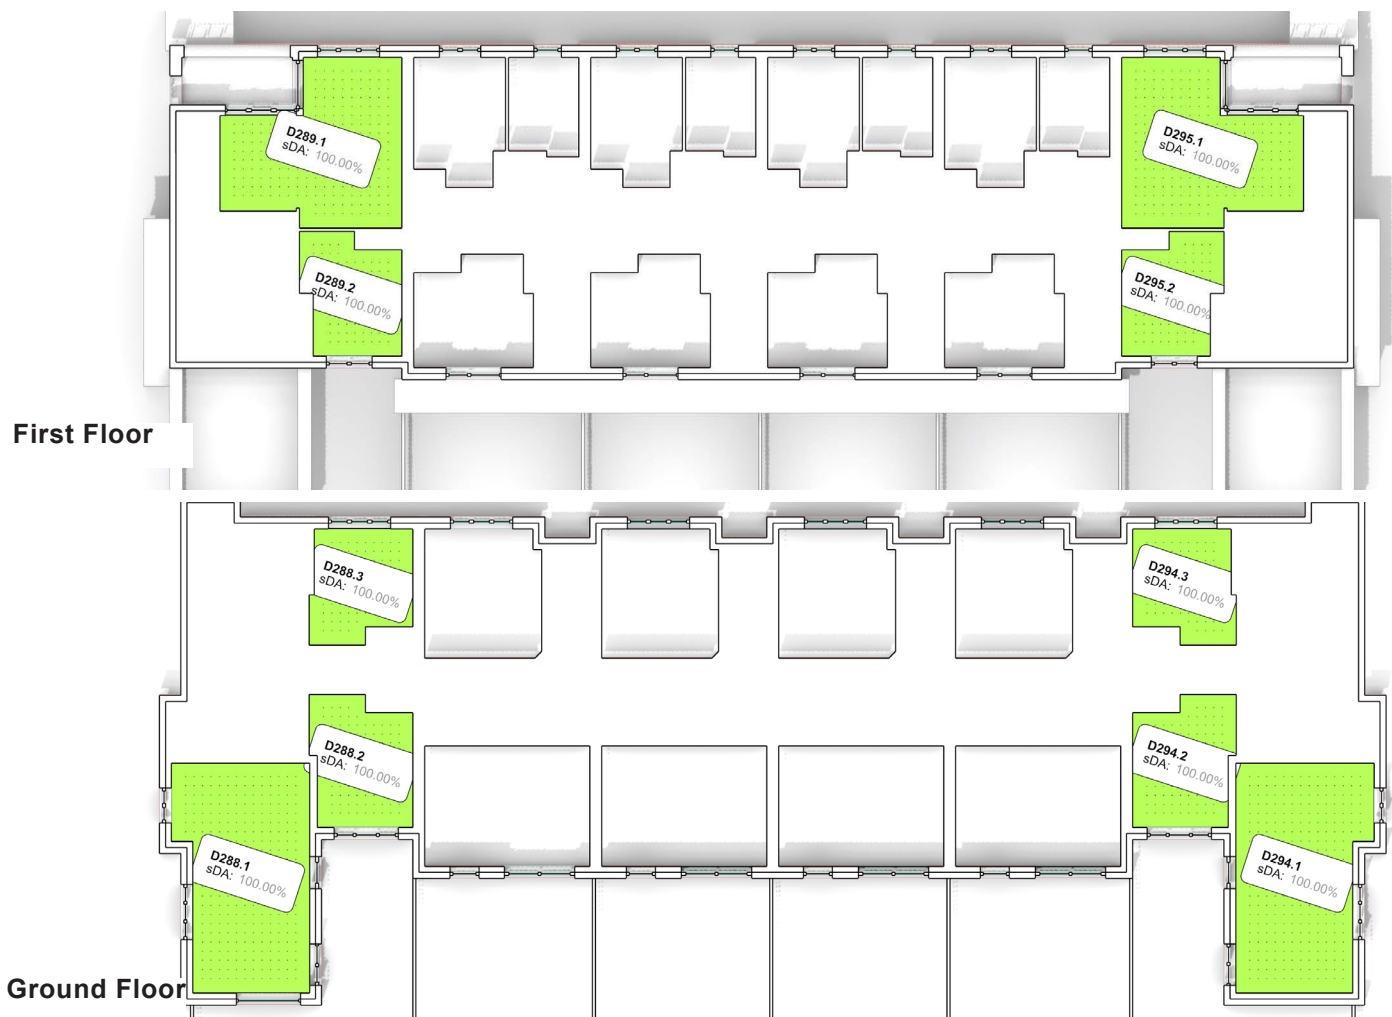 D289.1
sDA: 100.00%
D295.1
sDA: 100.00%
D289.2
sDA: 100.00%
D295.2
sDA: 100.00%
First Floor
D288.3
sDA: 100.00%
D294.3
sDA: 100.00%
D288.2
sDA: 100.00%
D294.2
sDA: 100.00%
D288.1
sDA: 100.00%
D294.1
sDA: 100.00%
Ground Floor